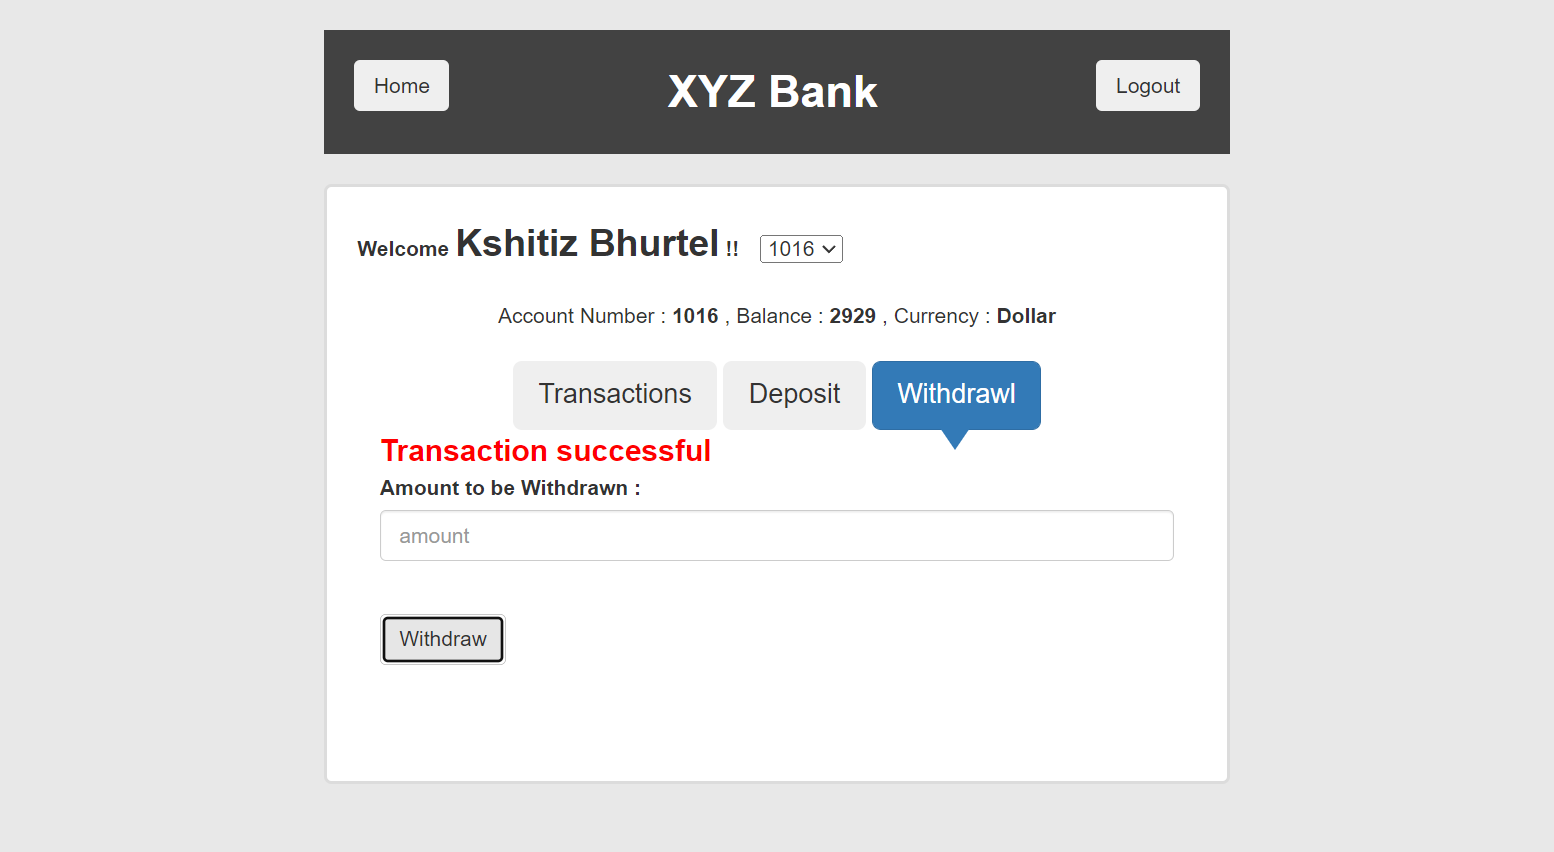 Home XYZ Bank Logout
Welcome Kshitiz Bhurtel !! 1016
Account Number : 1016 , Balance : 2929 , Currency : Dollar
Transactions Deposit Withdrawl
Transaction successful
Amount to be Withdrawn :
amount
Withdraw